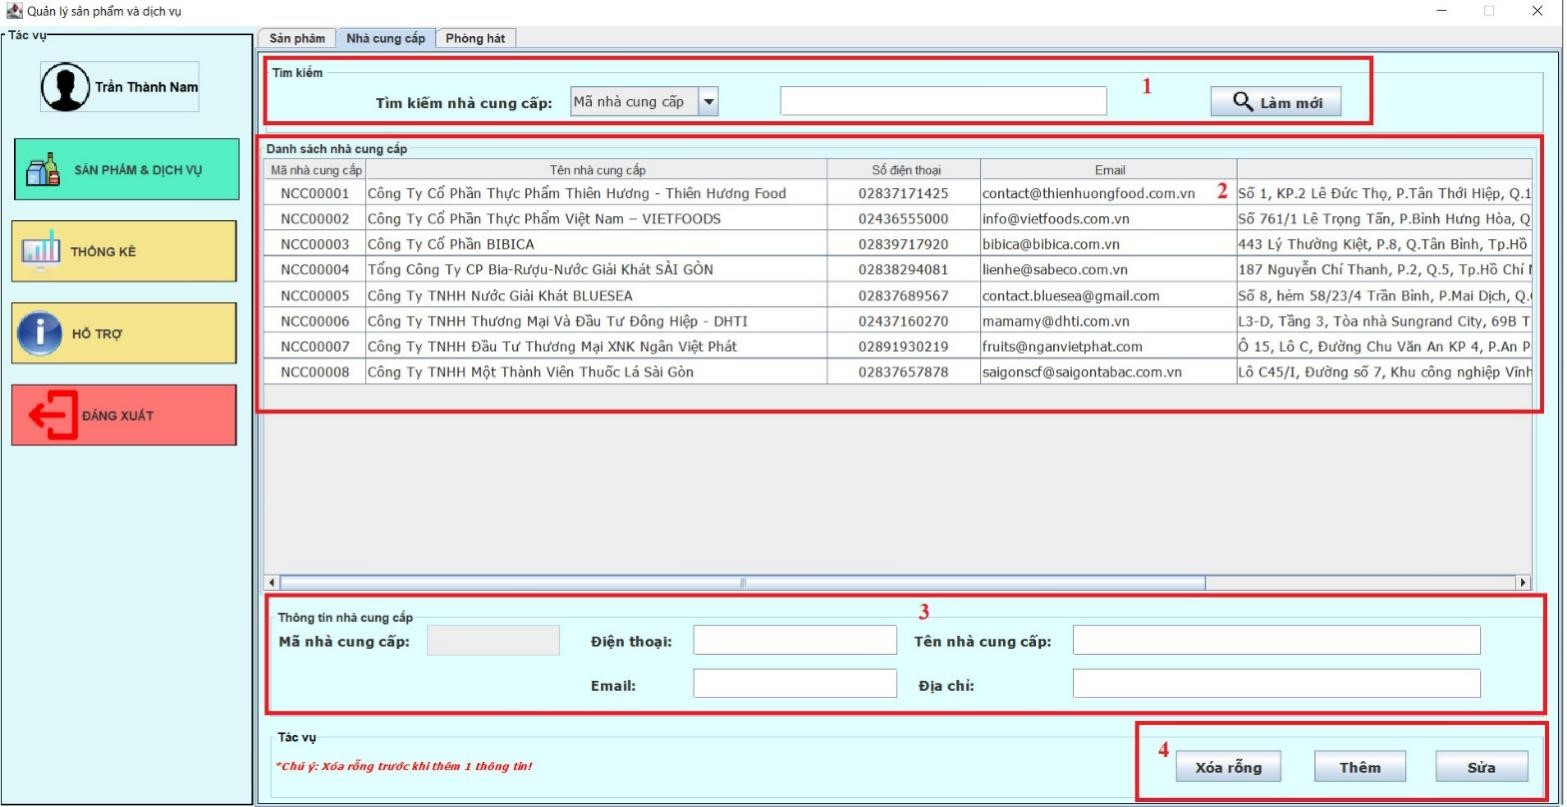 Quản lý sản phẩm và dịch vụ
Tác vụ
Trần Thành Nam
SẢN PHẨM & DỊCH VỤ
THỐNG KÊ
HỖ TRỢ
ĐĂNG XUẤT
Sản phẩm Nhà cung cấp Phòng hát
Tìm kiếm
Tìm kiếm nhà cung cấp: Mã nhà cung cấp 1 Làm mới
Danh sách nhà cung cấp
Mã nhà cung cấp Tên nhà cung cấp Số điện thoại Email
NCC00001 Công Ty Cổ Phần Thực Phẩm Thiên Hương - Thiên Hương Food 02837171425 contact@thienhuongfood.com.vn 2 Số 1, KP.2 Lê Đức Thọ, P.Tân Thới Hiệp, Q.1
NCC00002 Công Ty Cổ Phần Thực Phẩm Việt Nam – VIETFOODS 02436555000 info@vietfoods.com.vn Số 761/1 Lê Trọng Tấn, P.Bình Hưng Hòa, Q
NCC00003 Công Ty Cổ Phần BIBICA 02839717920 bibica@bibica.com.vn 443 Lý Thường Kiệt, P.8, Q.Tân Bình, Tp.Hồ
NCC00004 Tổng Công Ty CP Bia-Rượu-Nước Giải Khát SÀI GÒN 02838294081 lienhe@sabeco.com.vn 187 Nguyễn Chí Thanh, P.2, Q.5, Tp.Hồ Chí
NCC00005 Công Ty TNHH Nước Giải Khát BLUESEA 02837689567 contact.bluesea@gmail.com Số 8, hẻm 58/23/4 Trần Bình, P.Mai Dịch, Q.
NCC00006 Công Ty TNHH Thương Mại Và Đầu Tư Đông Hiệp - DHTI 02437160270 mamamy@dhti.com.vn L3-D, Tầng 3, Tòa nhà Sungrand City, 69B T
NCC00007 Công Ty TNHH Đầu Tư Thương Mại XNK Ngân Việt Phát 02891930219 fruits@nganvietphat.com Ô 15, Lô C, Đường Chu Văn An KP 4, P.An P
NCC00008 Công Ty TNHH Một Thành Viên Thuốc Lá Sài Gòn 02837657878 saigonscf@saigontabac.com.vn Lô C45/I, Đường số 7, Khu công nghiệp Vĩnh
3
Thông tin nhà cung cấp
Mã nhà cung cấp: Điện thoại: Tên nhà cung cấp:
Email: Địa chỉ:
Tác vụ
*Chú ý: Xóa rỗng trước khi thêm 1 thông tin!
4 Xóa rỗng Thêm Sửa